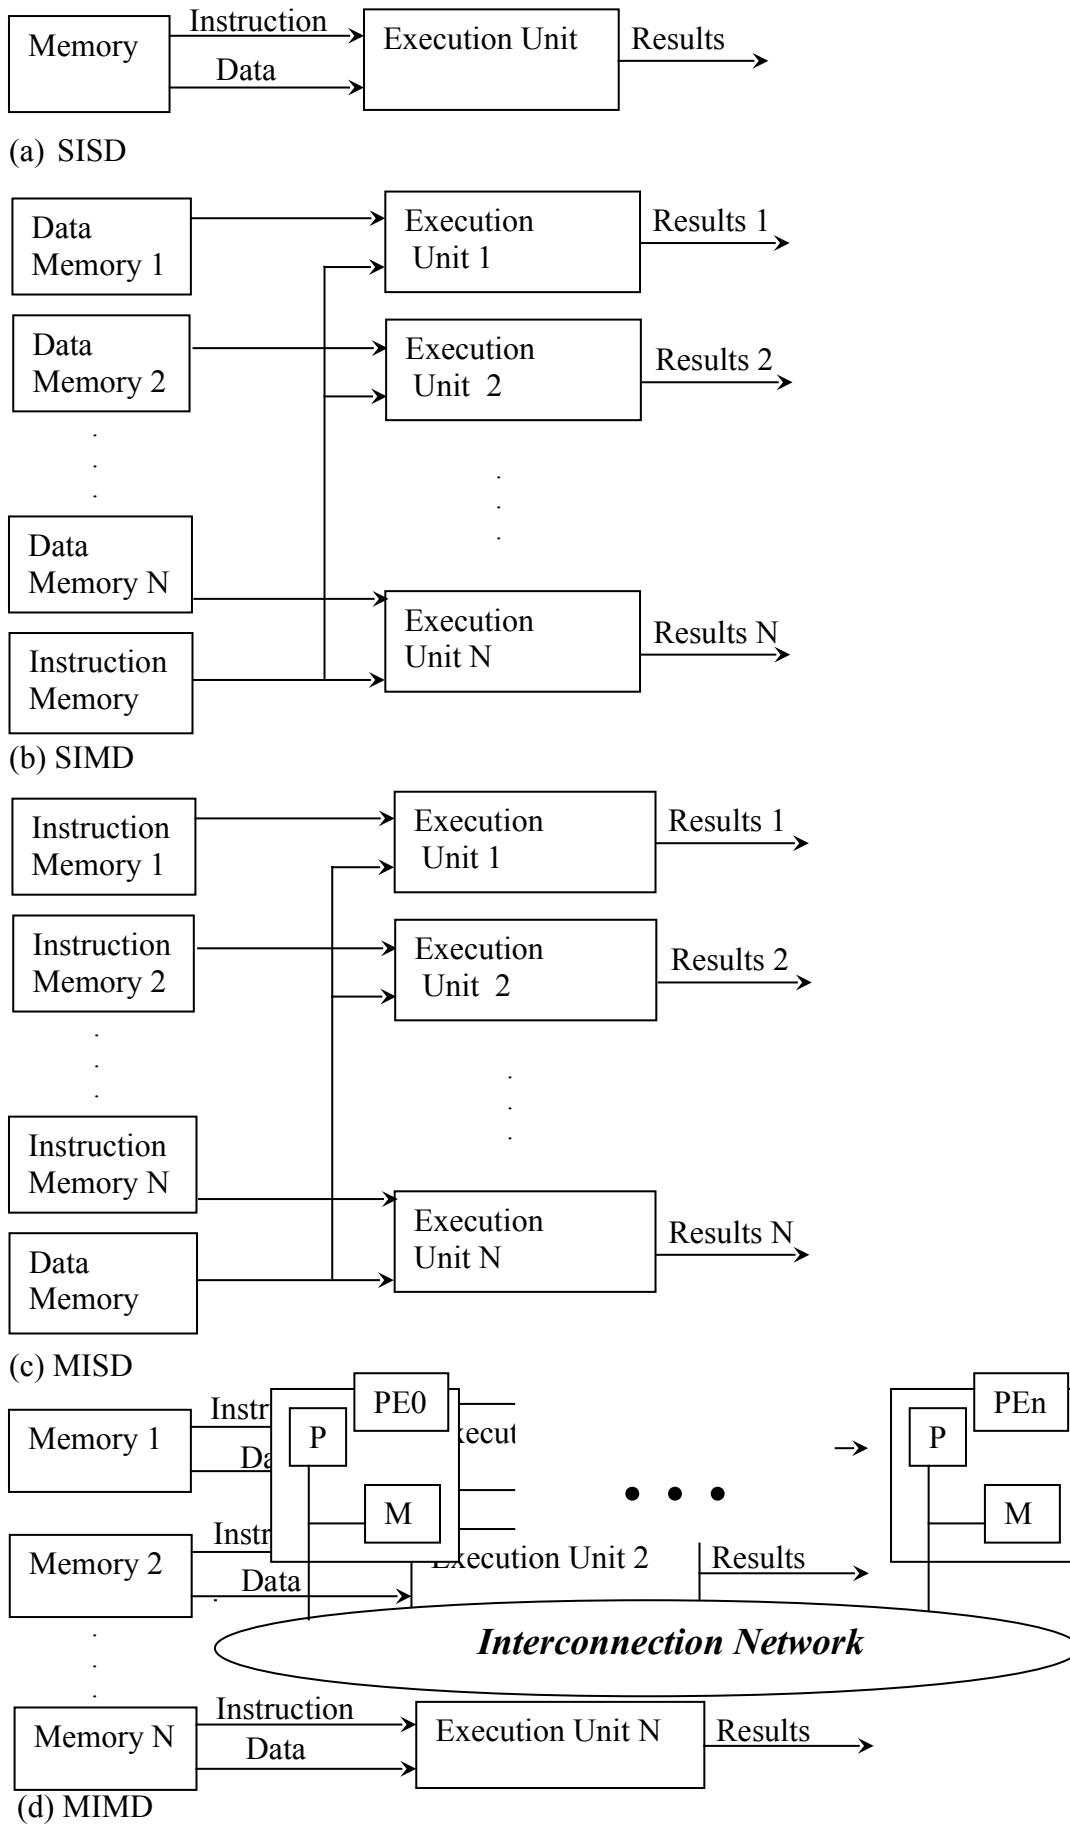 Instruction
Memory
Execution Unit
Results
Data
(a) SISD
Data
Memory 1
Execution
Unit 1
Results 1
Data
Memory 2
Execution
Unit 2
Results 2
Data
Memory N
Execution
Unit N
Results N
Instruction
Memory
(b) SIMD
Instruction
Memory 1
Execution
Unit 1
Results 1
Instruction
Memory 2
Execution
Unit 2
Results 2
Instruction
Memory N
Execution
Unit N
Results N
Data
Memory
(c) MISD
Memory 1
PE0
P
M
PEn
P
M
Memory 2
Data
Execution Unit 2
Results
Interconnection Network
Memory N
Instruction
Data
Execution Unit N
Results
(d) MIMD